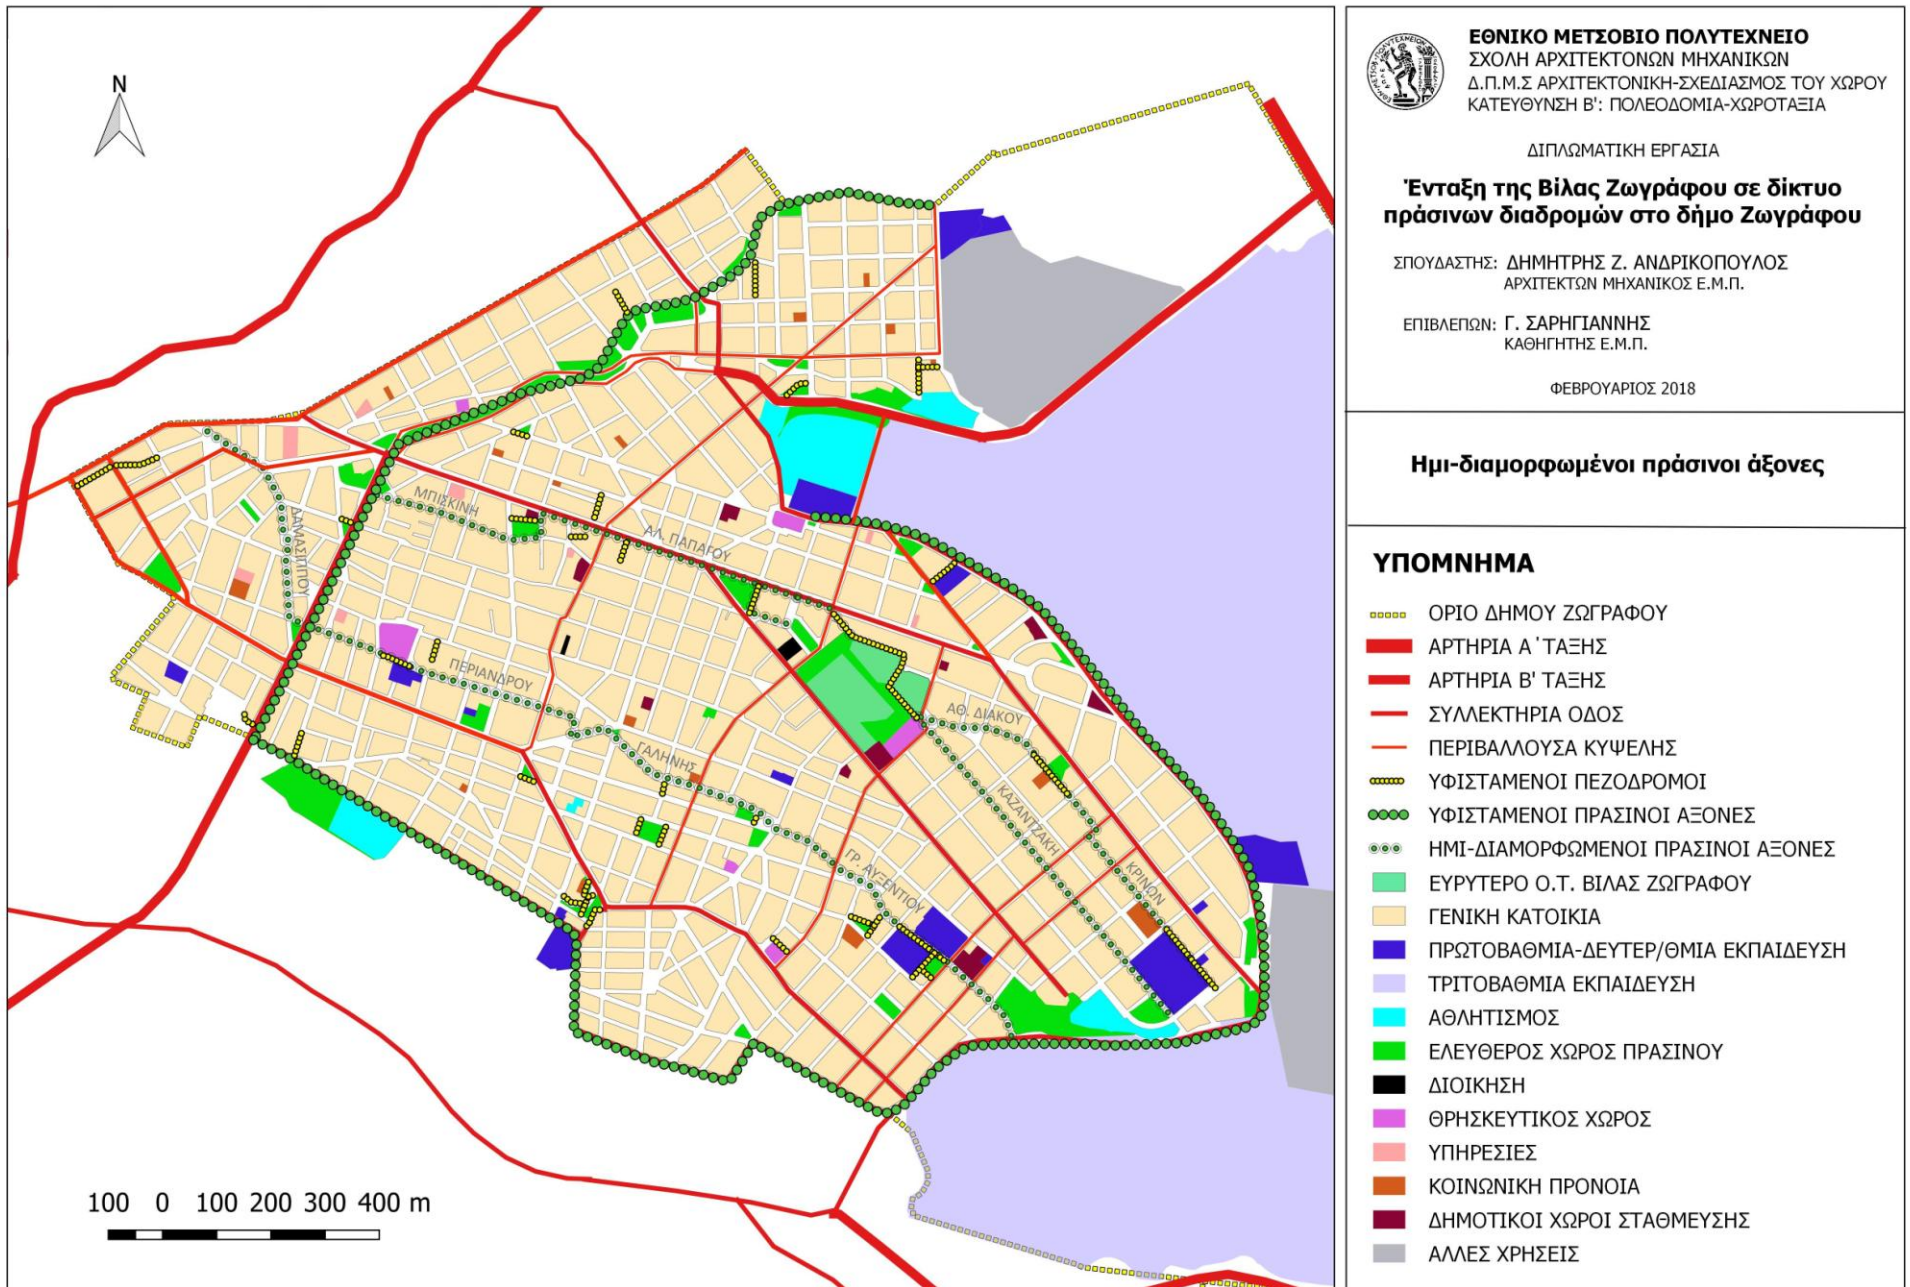 N
ΜΠΙΣΚΙΝΗ
ΑΛ. ΠΑΠΑΓΟΥ
ΔΑΜΑΣΙΠΠΟΥ
ΠΕΡΙΑΝΔΡΟΥ
ΑΘ. ΔΙΑΚΟΥ
ΓΑΛΗΝΗΣ
ΚΑΖΑΝΤΖΑΚΗ
ΓΡ. ΑΥΞΕΝΤΙΟΥ
ΚΡΙΝΩΝ
100 0 100 200 300 400 m
ΕΘΝΙΚΟ ΜΕΤΣΟΒΙΟ ΠΟΛΥΤΕΧΝΕΙΟ
ΣΧΟΛΗ ΑΡΧΙΤΕΚΤΟΝΩΝ ΜΗΧΑΝΙΚΩΝ
Δ.Π.Μ.Σ ΑΡΧΙΤΕΚΤΟΝΙΚΗ-ΣΧΕΔΙΑΣΜΟΣ ΤΟΥ ΧΩΡΟΥ
ΚΑΤΕΥΘΥΝΣΗ Β': ΠΟΛΕΟΔΟΜΙΑ-ΧΩΡΟΤΑΞΙΑ
ΔΙΠΛΩΜΑΤΙΚΗ ΕΡΓΑΣΙΑ
Ένταξη της Βίλας Ζωγράφου σε δίκτυο
πράσινων διαδρομών στο δήμο Ζωγράφου
ΣΠΟΥΔΑΣΤΗΣ: ΔΗΜΗΤΡΗΣ Ζ. ΑΝΔΡΙΚΟΠΟΥΛΟΣ
ΑΡΧΙΤΕΚΤΩΝ ΜΗΧΑΝΙΚΟΣ Ε.Μ.Π.
ΕΠΙΒΛΕΠΩΝ: Γ. ΣΑΡΗΓΙΑΝΝΗΣ
ΚΑΘΗΓΗΤΗΣ Ε.Μ.Π.
ΦΕΒΡΟΥΑΡΙΟΣ 2018
Ημι-διαμορφωμένοι πράσινοι άξονες
ΥΠΟΜΝΗΜΑ
ΟΡΙΟ ΔΗΜΟΥ ΖΩΓΡΑΦΟΥ
ΑΡΤΗΡΙΑ Α΄ΤΑΞΗΣ
ΑΡΤΗΡΙΑ Β' ΤΑΞΗΣ
ΣΥΛΛΕΚΤΗΡΙΑ ΟΔΟΣ
ΠΕΡΙΒΑΛΛΟΥΣΑ ΚΥΨΕΛΗΣ
ΥΦΙΣΤΑΜΕΝΟΙ ΠΕΖΟΔΡΟΜΟΙ
ΥΦΙΣΤΑΜΕΝΟΙ ΠΡΑΣΙΝΟΙ ΑΞΟΝΕΣ
ΗΜΙ-ΔΙΑΜΟΡΦΩΜΕΝΟΙ ΠΡΑΣΙΝΟΙ ΑΞΟΝΕΣ
ΕΥΡΥΤΕΡΟ Ο.Τ. ΒΙΛΑΣ ΖΩΓΡΑΦΟΥ
ΓΕΝΙΚΗ ΚΑΤΟΙΚΙΑ
ΠΡΩΤΟΒΑΘΜΙΑ-ΔΕΥΤΕΡ/ΘΜΙΑ ΕΚΠΑΙΔΕΥΣΗ
ΤΡΙΤΟΒΑΘΜΙΑ ΕΚΠΑΙΔΕΥΣΗ
ΑΘΛΗΤΙΣΜΟΣ
ΕΛΕΥΘΕΡΟΣ ΧΩΡΟΣ ΠΡΑΣΙΝΟΥ
ΔΙΟΙΚΗΣΗ
ΘΡΗΣΚΕΥΤΙΚΟΣ ΧΩΡΟΣ
ΥΠΗΡΕΣΙΕΣ
ΚΟΙΝΩΝΙΚΗ ΠΡΟΝΟΙΑ
ΔΗΜΟΤΙΚΟΙ ΧΩΡΟΙ ΣΤΑΘΜΕΥΣΗΣ
ΑΛΛΕΣ ΧΡΗΣΕΙΣ